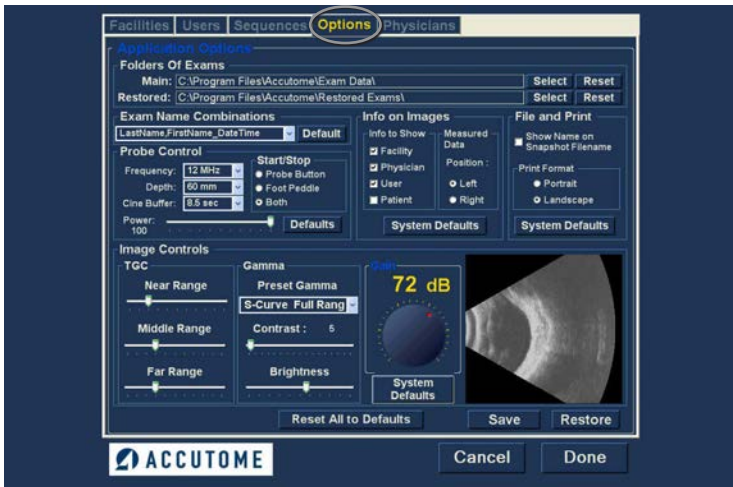 Facilities Users Sequences Options Physicians
Application Options
Folders Of Exams
Main: C:\Program Files\Accutome\Exam Data\ Select Reset
Restored: C:\Program Files\Accutome\Restored Exams\ Select Reset
Exam Name Combinations
LastName,FirstName_DateTime Default
Probe Control
Frequency: 12 MHz
Depth: 60 mm
Cine Buffer: 8.5 sec
Power:
100
Start/Stop
Probe Button
Foot Peddle
Both
Defaults
Info on Images
Info to Show
Facility
Physician
User
Patient
Measured
Data
Position :
Left
Right
System Defaults
File and Print
Show Name on
Snapshot Filename
Print Format
Portrait
Landscape
System Defaults
Image Controls
TGC
Near Range
Middle Range
Far Range
Gamma
Preset Gamma
S-Curve Full Rang
Contrast : 5
Brightness
Gain
72 dB
System
Defaults
Reset All to Defaults Save Restore
ACCUTOME Cancel Done